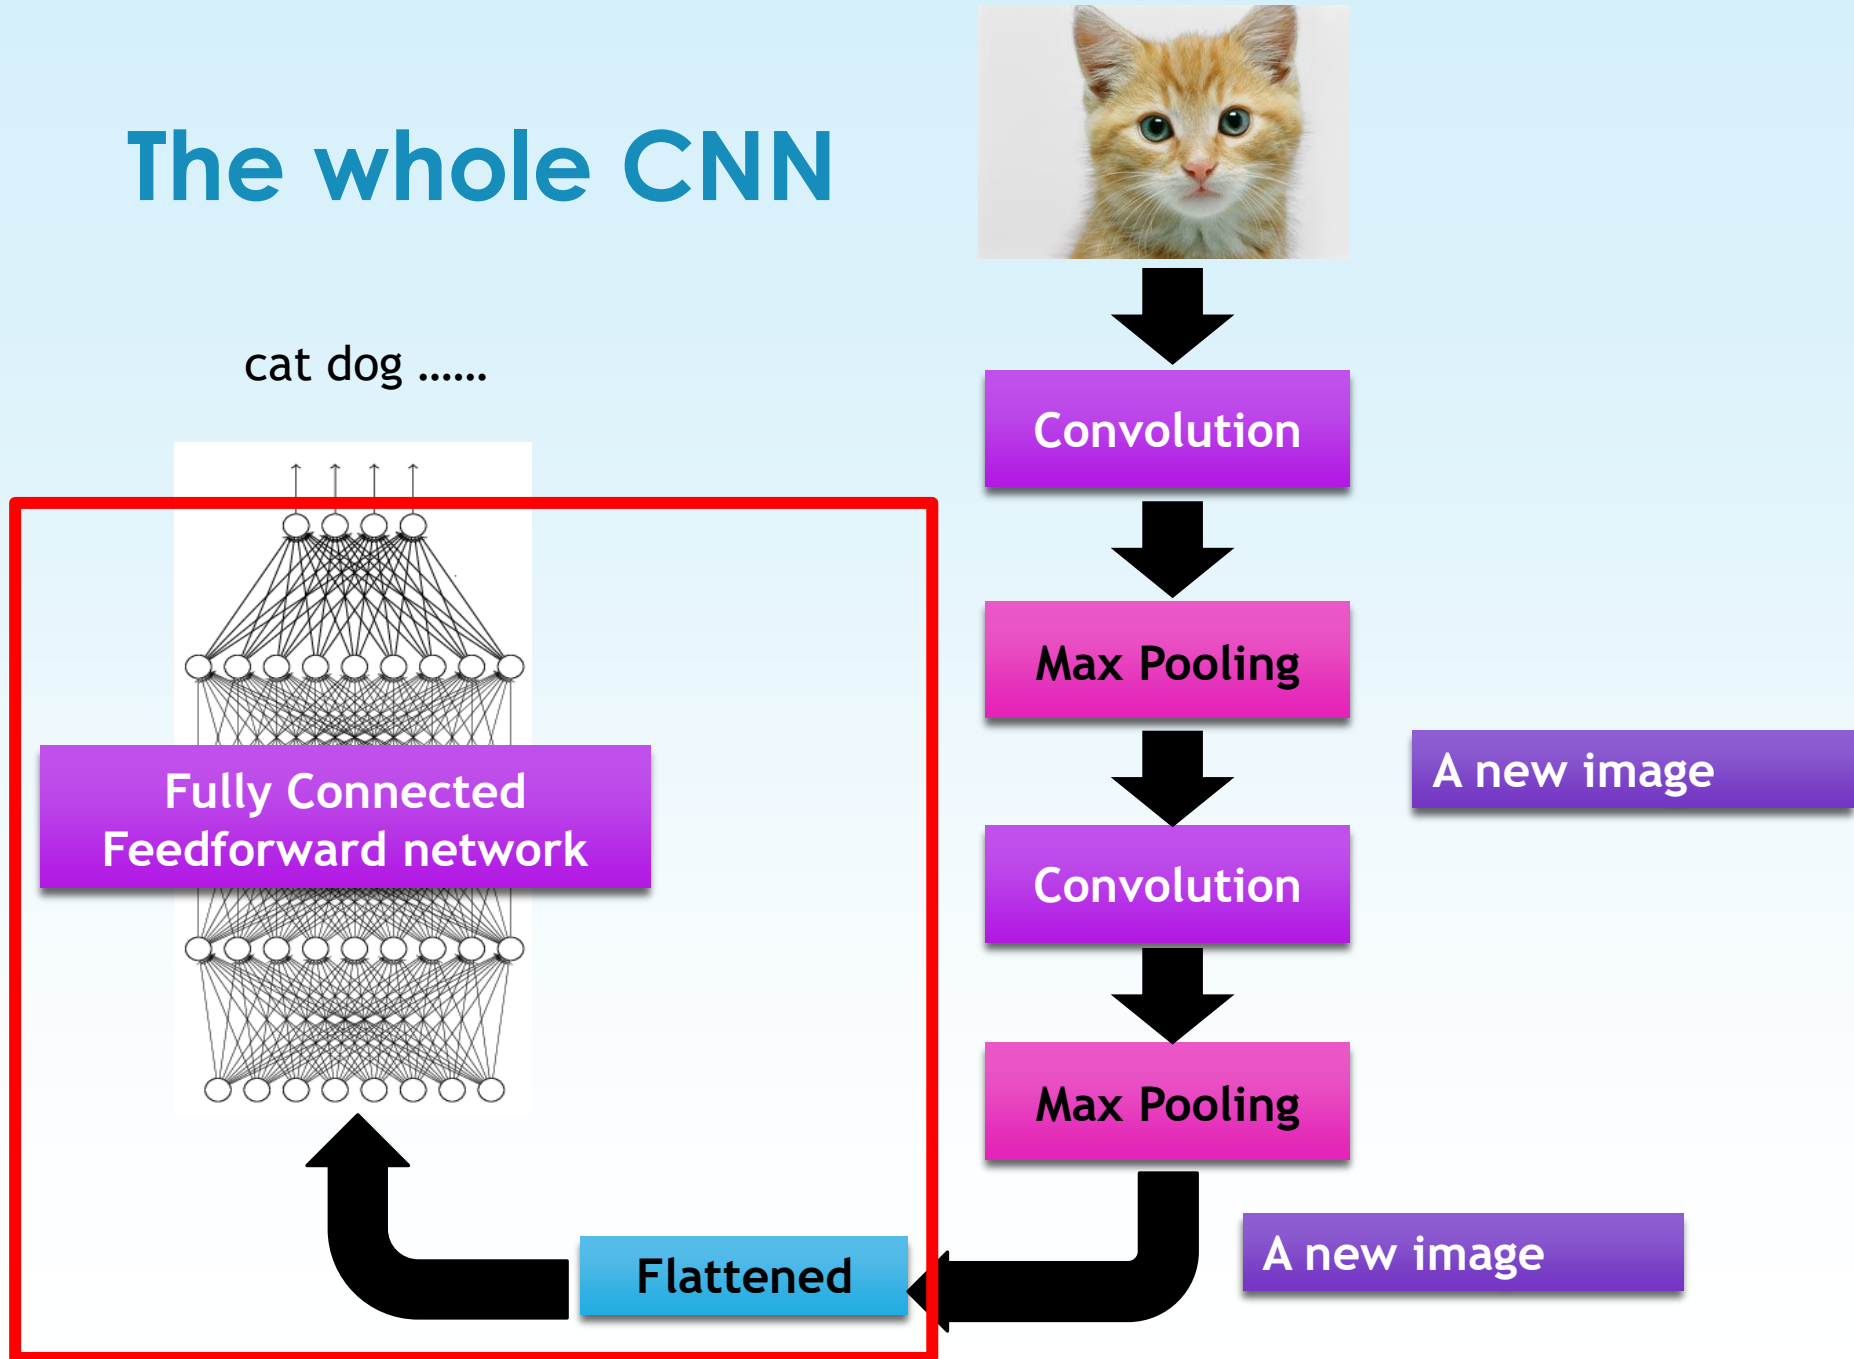 The whole CNN
cat dog ……
Convolution
Max Pooling
A new image
Fully Connected
Feedforward network
Convolution
Max Pooling
A new image
Flattened